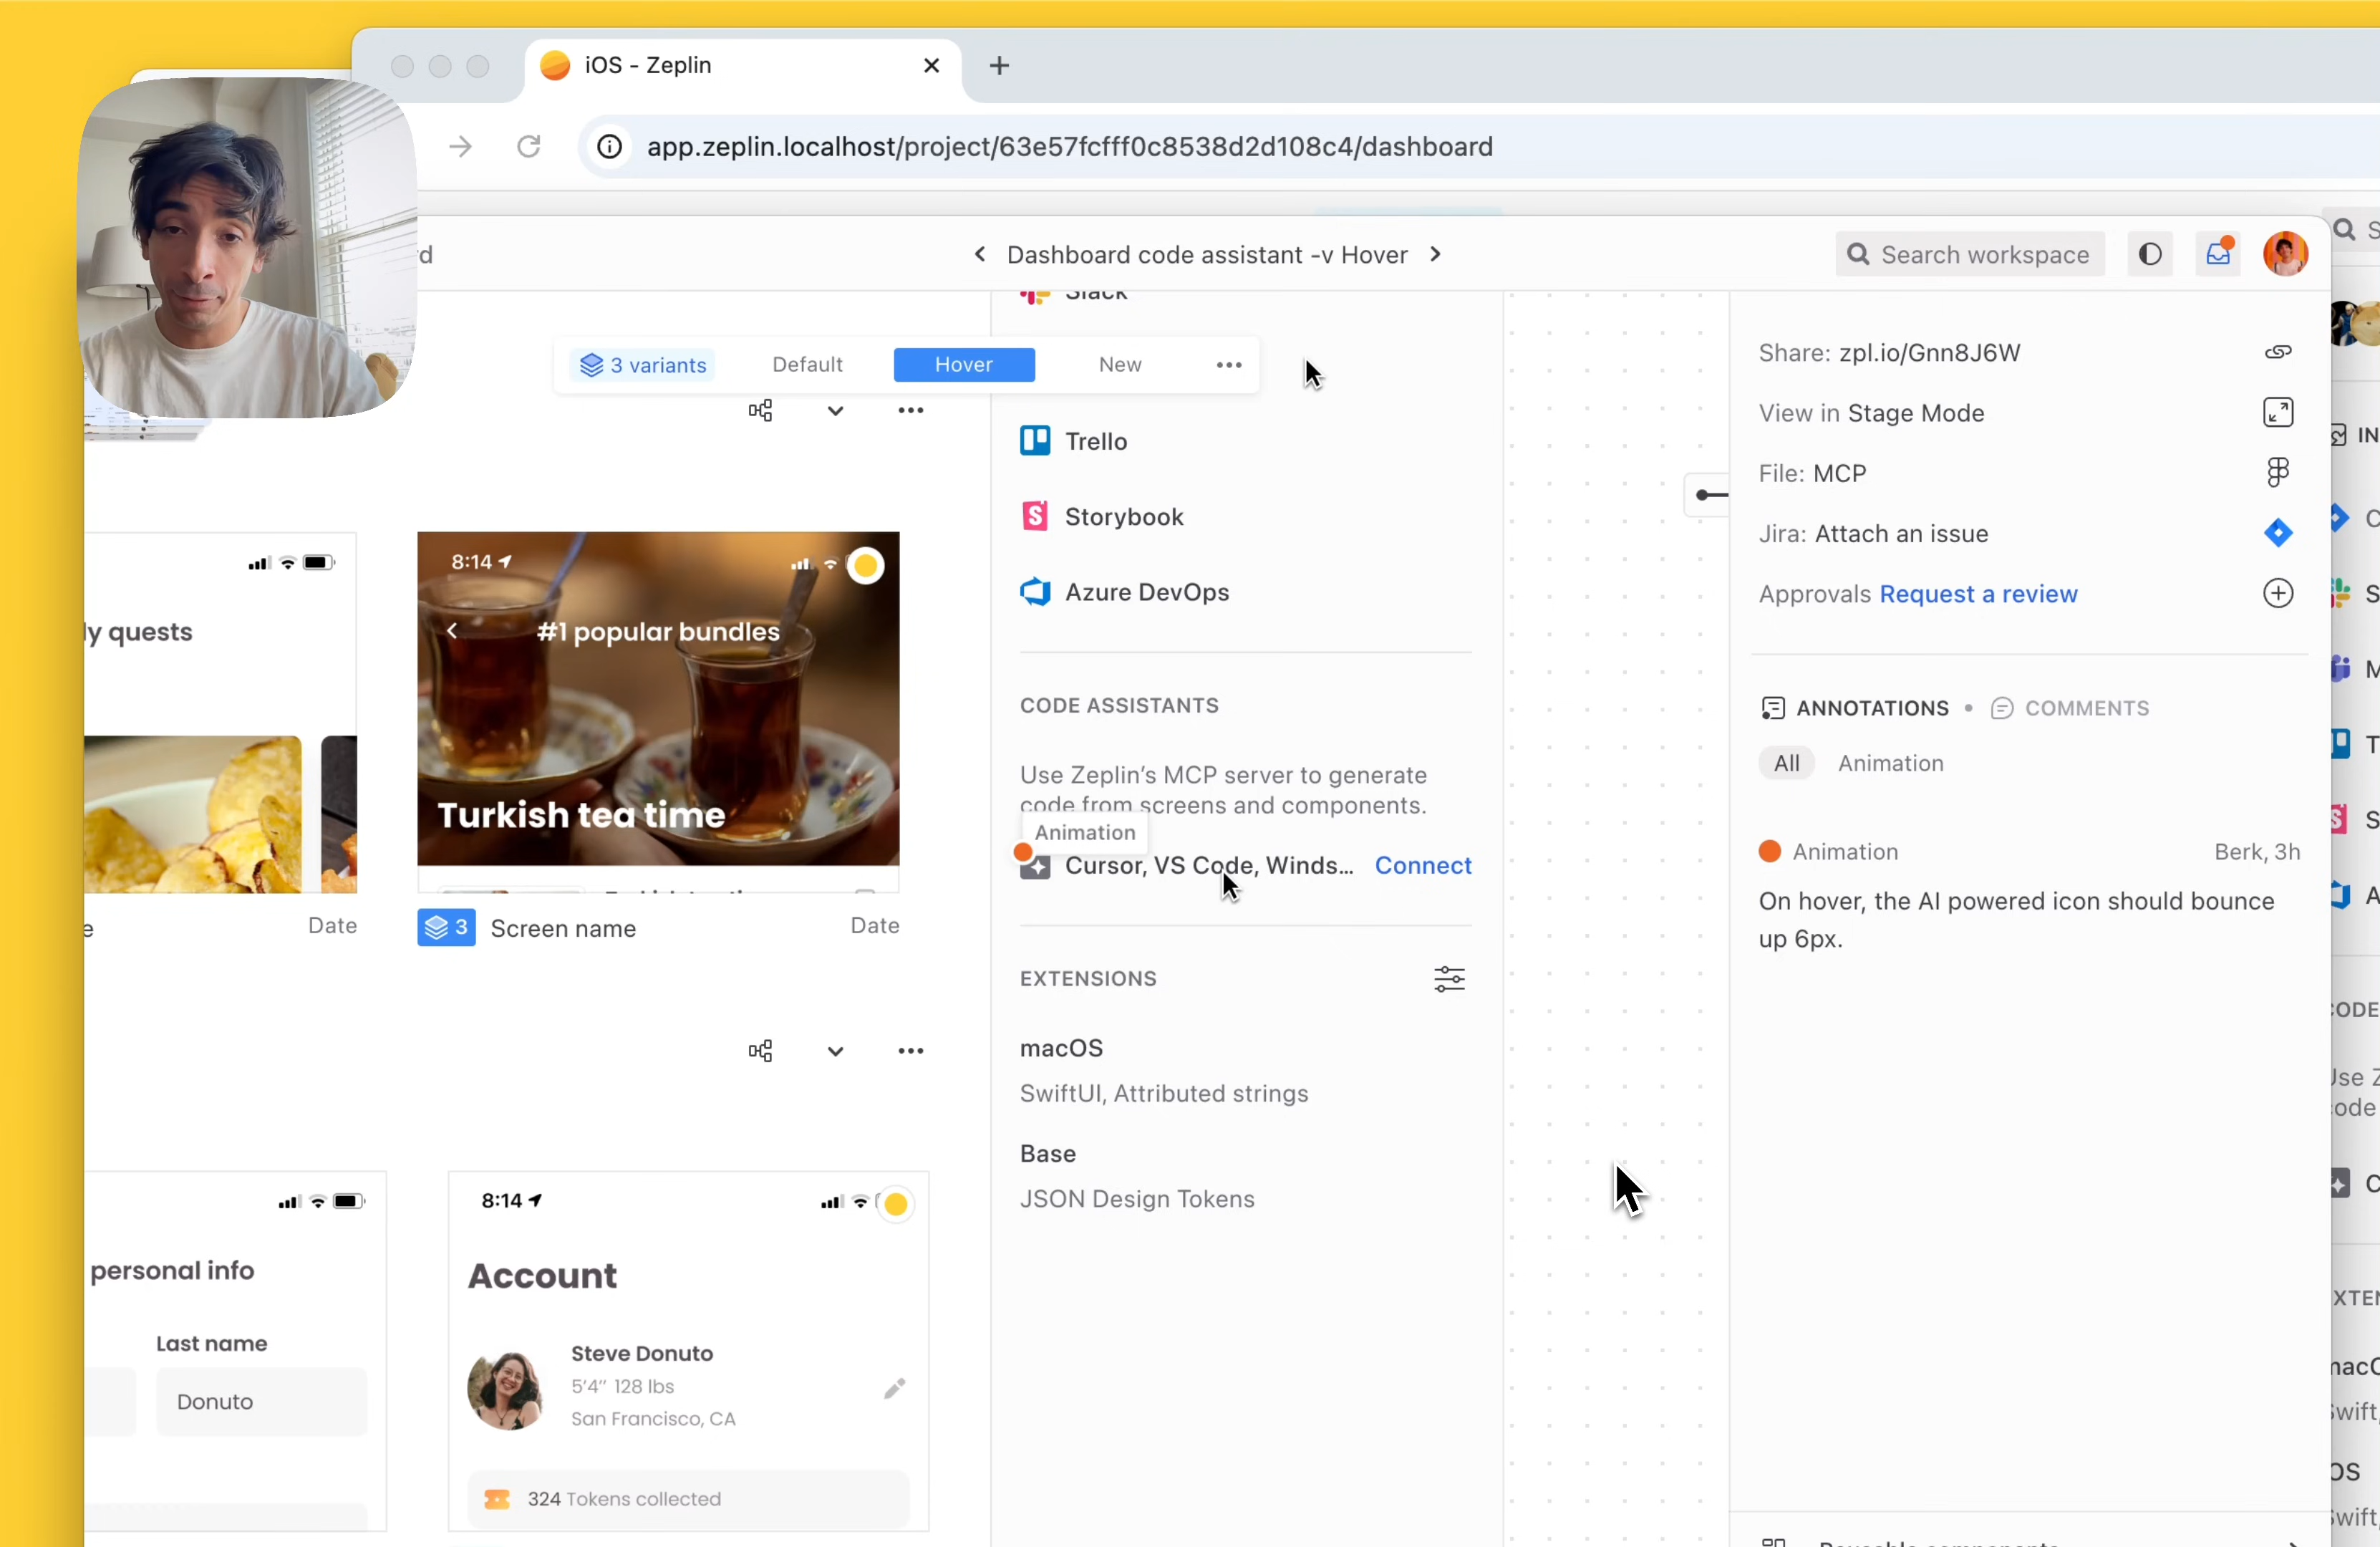 iOS - Zeplin
app.zeplin.localhost/project/63e57fcfff0c8538d2d108c4/dashboard
Dashboard code assistant -v Hover
Search workspace
Slack
3 variants
Default
Hover
New
Trello
Storybook
Azure DevOps
CODE ASSISTANTS
Use Zeplin’s MCP server to generate
code from screens and components.
Animation
Cursor, VS Code, Winds...
Connect
EXTENSIONS
macOS
SwiftUI, Attributed strings
Base
JSON Design Tokens
Share: zpl.io/Gnn8J6W
View in Stage Mode
File: MCP
Jira: Attach an issue
Approvals Request a review
ANNOTATIONS
COMMENTS
All
Animation
Animation
Berk, 3h
On hover, the AI powered icon should bounce
up 6px.
ly quests
Date
8:14
#1 popular bundles
Turkish tea time
3
Screen name
Date
personal info
Last name
Donuto
8:14
Account
Steve Donuto
5’4’’ 128 lbs
San Francisco, CA
324 Tokens collected